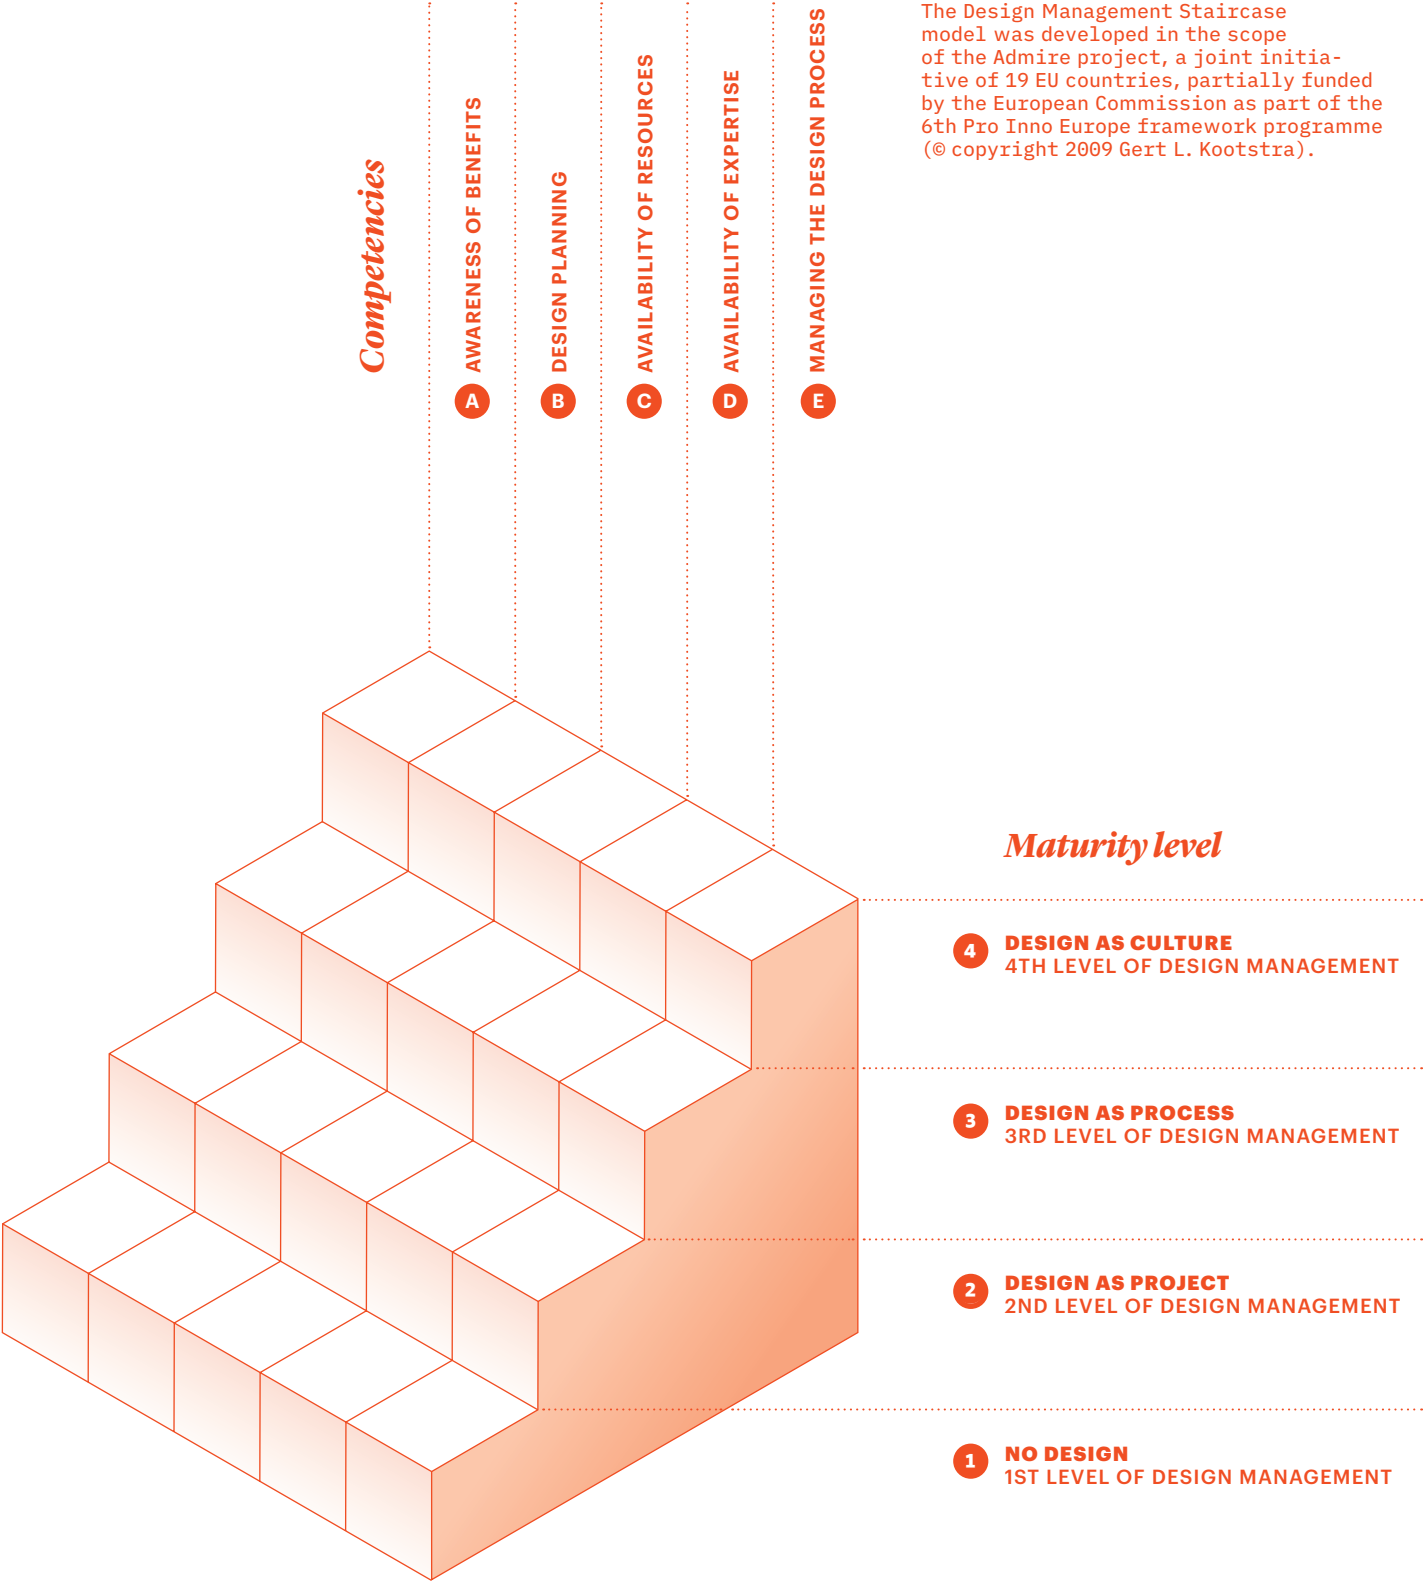 The Design Management Staircase
model was developed in the scope
of the Admire project, a joint initia-
tive of 19 EU countries, partially funded
by the European Commission as part of the
6th Pro Inno Europe framework programme
(© copyright 2009 Gert L. Kootstra).
Competencies
A AWARENESS OF BENEFITS
B DESIGN PLANNING
C AVAILABILITY OF RESOURCES
D AVAILABILITY OF EXPERTISE
E MANAGING THE DESIGN PROCESS
Maturity level
4 DESIGN AS CULTURE
4TH LEVEL OF DESIGN MANAGEMENT
3 DESIGN AS PROCESS
3RD LEVEL OF DESIGN MANAGEMENT
2 DESIGN AS PROJECT
2ND LEVEL OF DESIGN MANAGEMENT
1 NO DESIGN
1ST LEVEL OF DESIGN MANAGEMENT